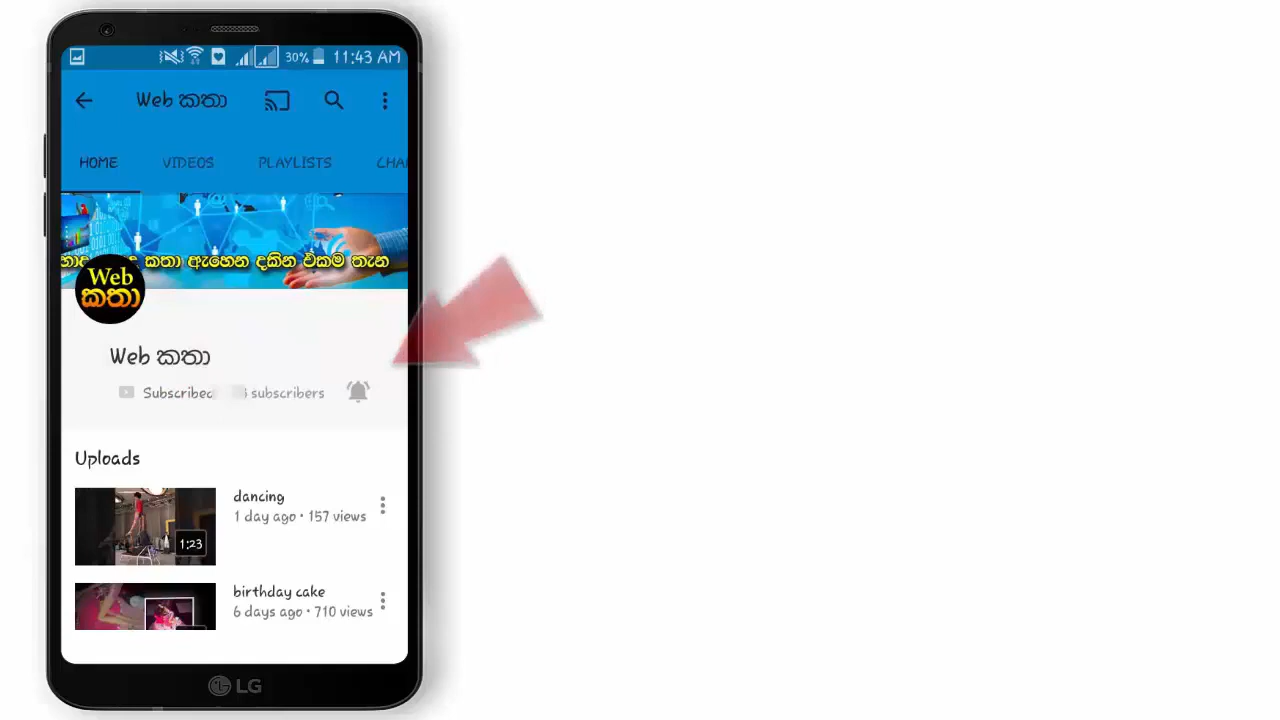 30% 11:43 AM
Web කතා
HOME VIDEOS PLAYLISTS CHA
කතා ඇහෙන දකින එකම තැන
Web
කතා
Web කතා
Subscribed subscribers
Uploads
dancing
1 day ago • 157 views
1:23
birthday cake
6 days ago • 710 views
LG